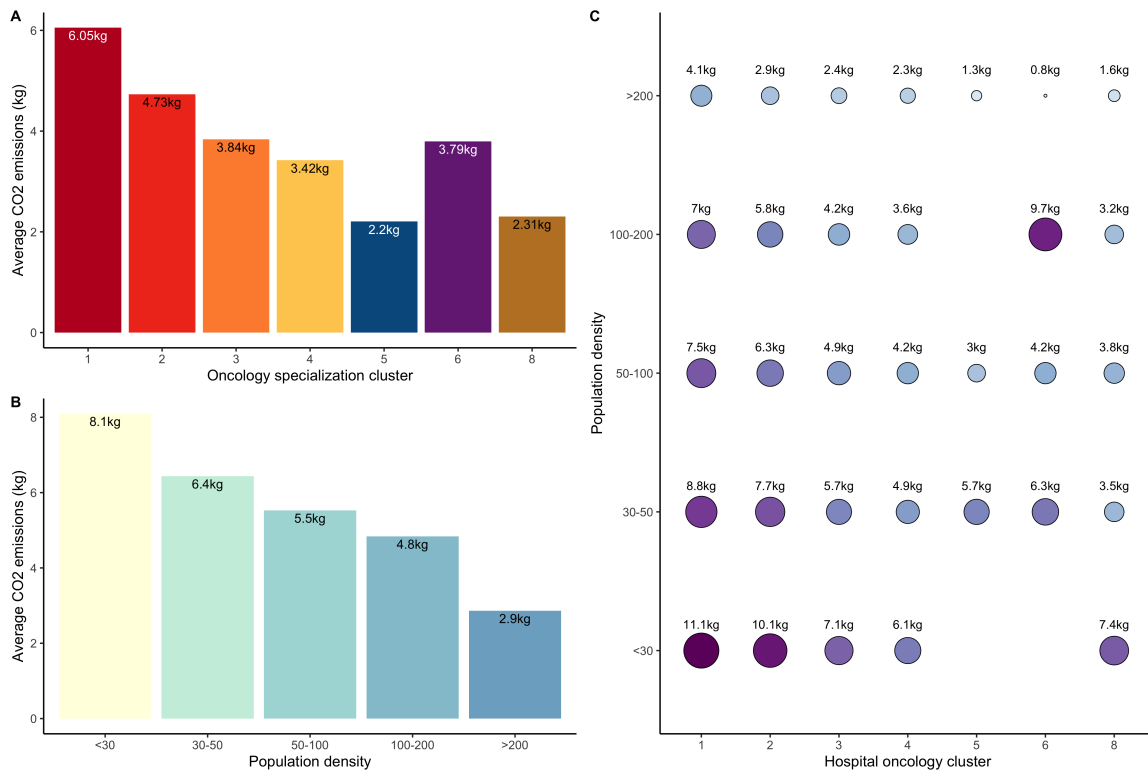 A
Average CO2 emissions (kg)
6
4
2
0
6.05kg
4.73kg
3.84kg
3.42kg
2.2kg
3.79kg
2.31kg
1 2 3 4 5 6 8
Oncology specialization cluster
B
Average CO2 emissions (kg)
8
6
4
2
0
8.1kg
6.4kg
5.5kg
4.8kg
2.9kg
<30 30-50 50-100 100-200 >200
Population density
C
Population density
4.1kg 2.9kg 2.4kg 2.3kg 1.3kg 0.8kg 1.6kg
>200
7kg 5.8kg 4.2kg 3.6kg 9.7kg 3.2kg
100-200
7.5kg 6.3kg 4.9kg 4.2kg 3kg 4.2kg 3.8kg
50-100
8.8kg 7.7kg 5.7kg 4.9kg 5.7kg 6.3kg 3.5kg
30-50
11.1kg 10.1kg 7.1kg 6.1kg 7.4kg
<30
1 2 3 4 5 6 8
Hospital oncology cluster